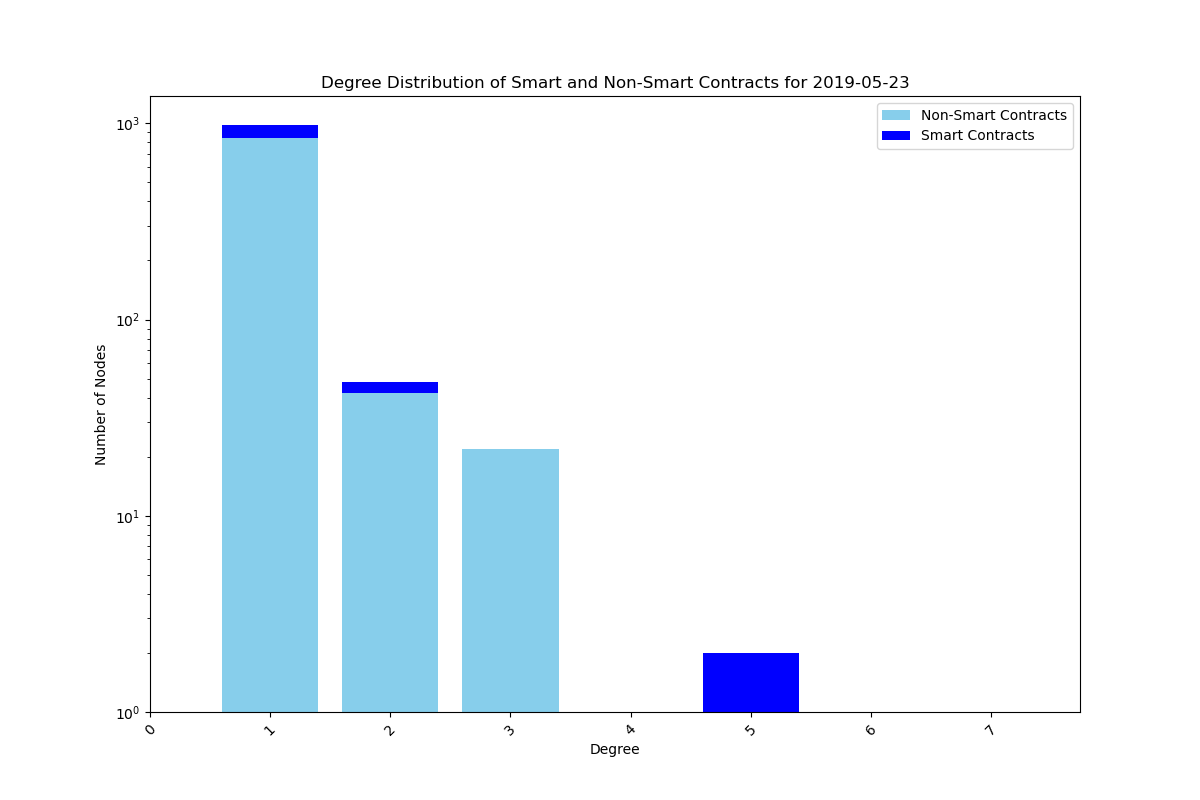 Degree Distribution of Smart and Non-Smart Contracts for 2019-05-23
Non-Smart Contracts
Smart Contracts
10³
10²
10¹
10⁰
Number of Nodes
0 1 2 3 4 5 6 7
Degree